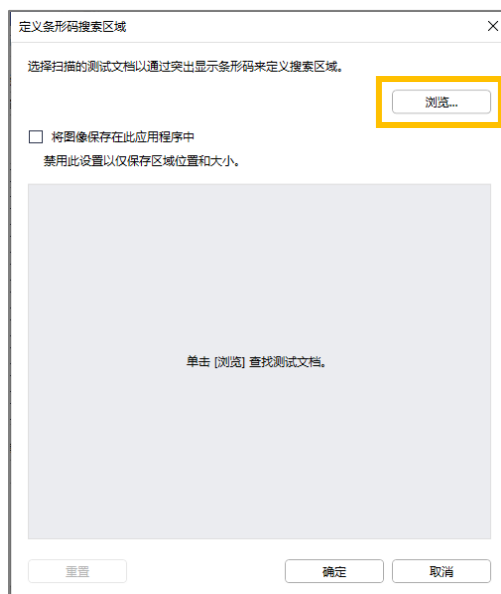 定义条形码搜索区域
选择扫描的测试文档以通过突出显示条形码来定义搜索区域。
浏览...
将图像保存在此应用程序中
禁用此设置以仅保存区域位置和大小。
单击 [浏览] 查找测试文档。
重置
确定
取消